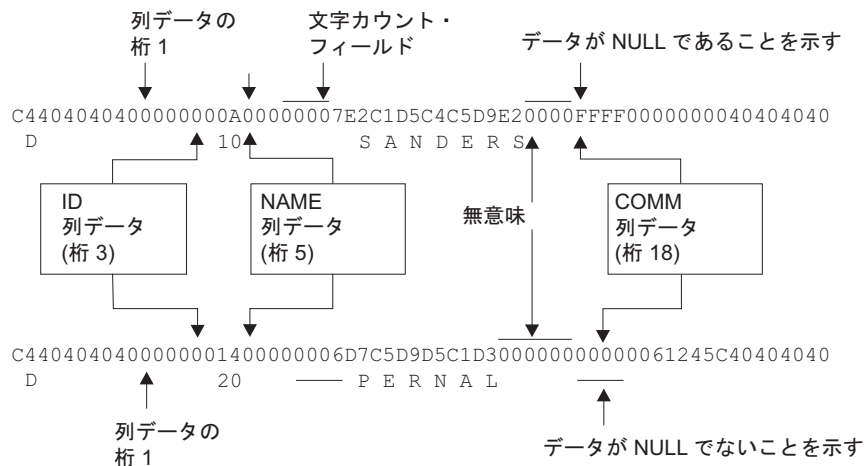 列データの
桁 1
文字カウント・
フィールド
データが NULL であることを示す
C44040404000000000A00000007E2C1D5C4C5D9E20000FFFF00000000040404040
D 10 S A N D E R S
ID
列データ
(桁 3)
NAME
列データ
(桁 5)
無意味
COMM
列データ
(桁 18)
C44040404000000001400000006D7C5D9D5C1D300000000000061245C40404040
D 20 P E R N A L
列データの
桁 1
データが NULL でないことを示す